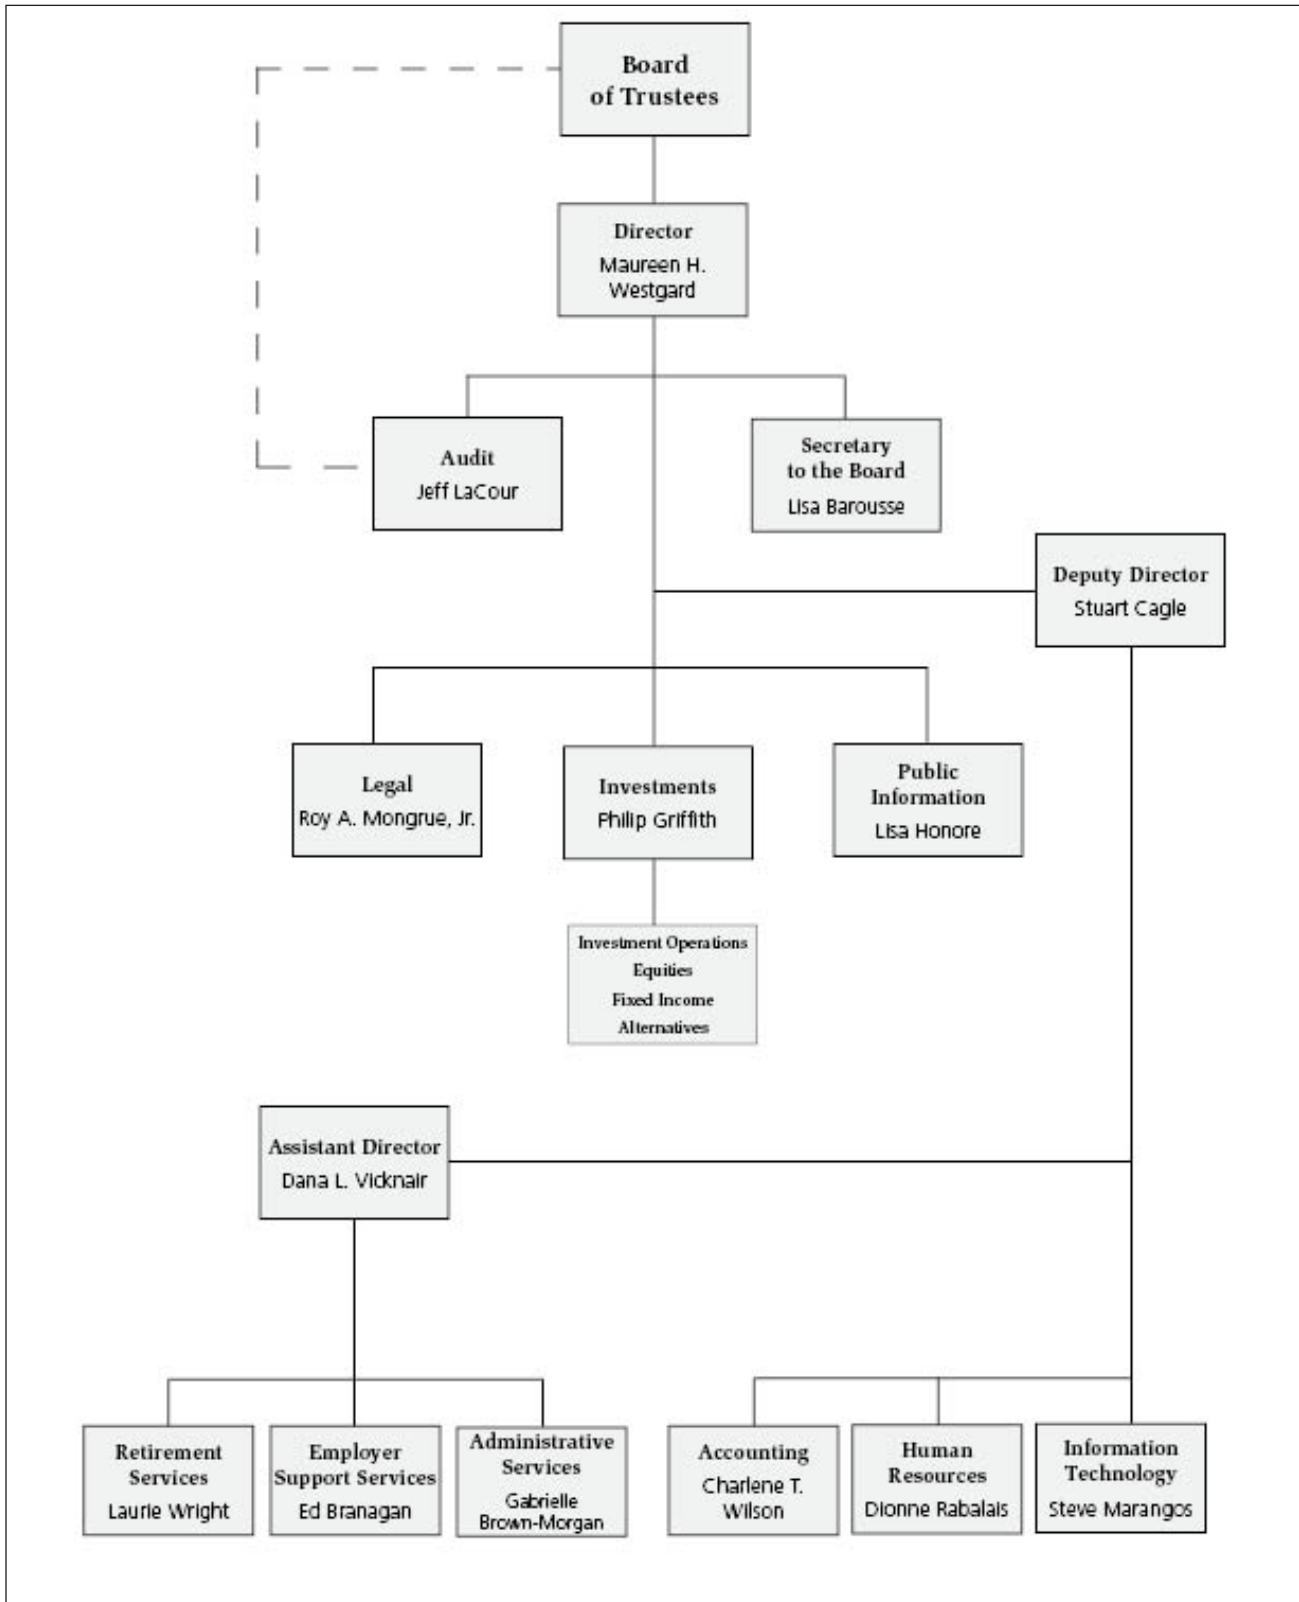 Board
of Trustees
Director
Maureen H.
Westgard
Audit
Jeff LaCour
Secretary
to the Board
Lisa Barousse
Deputy Director
Stuart Cagle
Legal
Roy A. Mongrue, Jr.
Investments
Philip Griffith
Public
Information
Lisa Honore
Investment Operations
Equities
Fixed Income
Alternatives
Assistant Director
Dana L. Vicknair
Retirement
Services
Laurie Wright
Employer
Support Services
Ed Branagan
Administrative
Services
Gabrielle
Brown-Morgan
Accounting
Charlene T.
Wilson
Human
Resources
Dionne Rabalais
Information
Technology
Steve Marangos